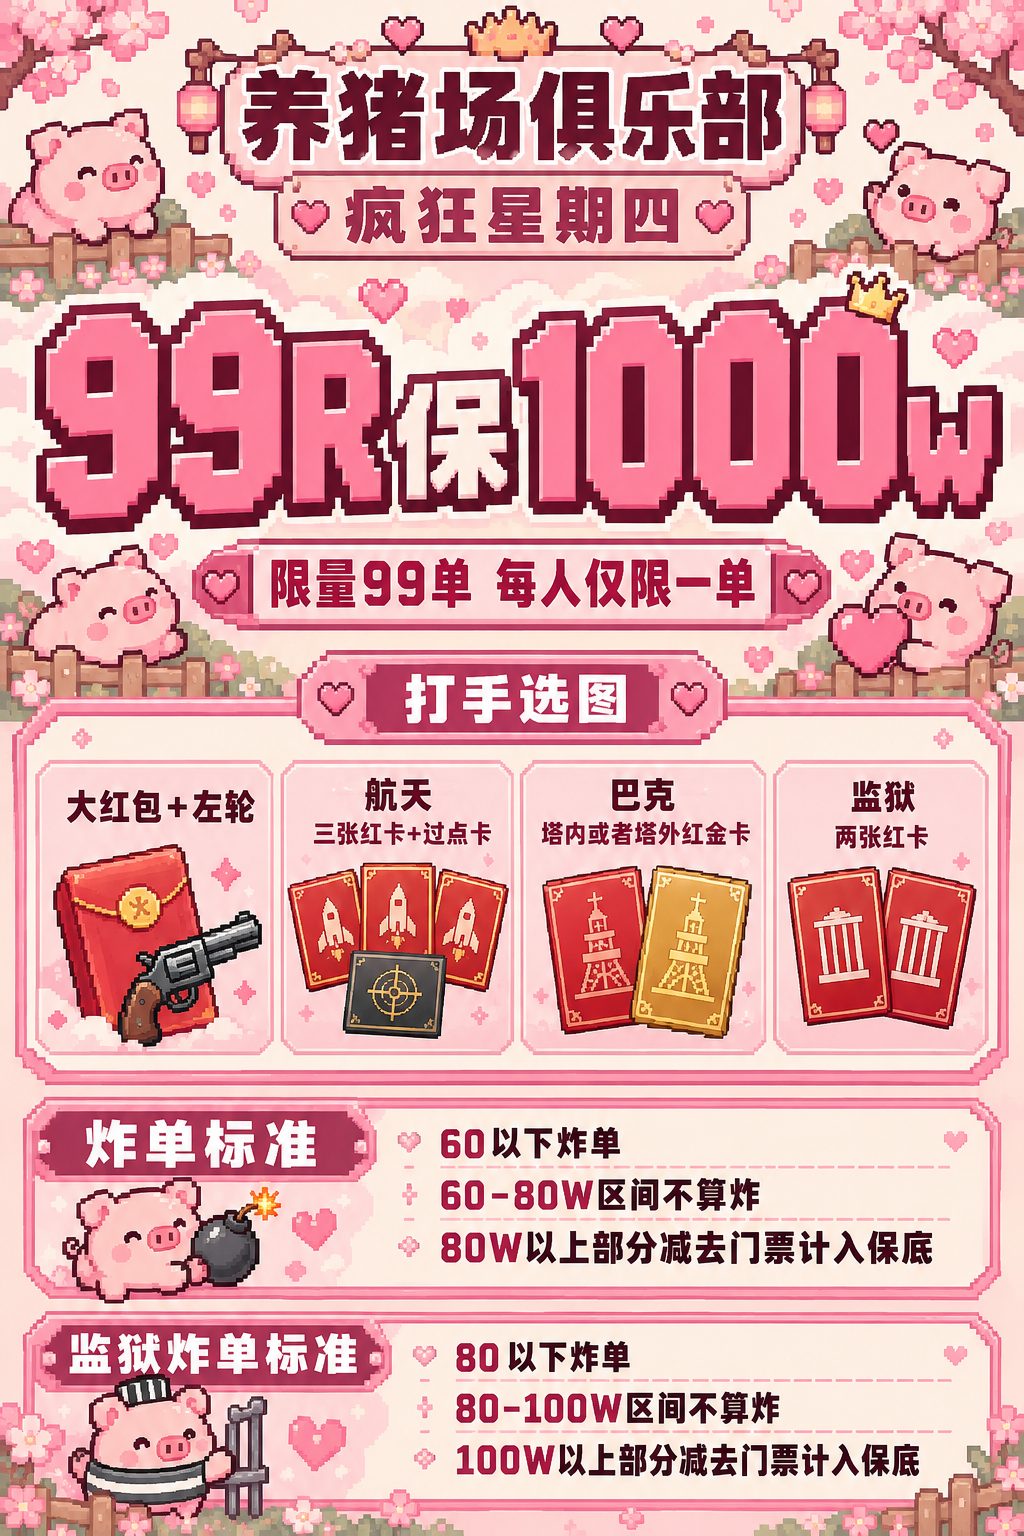 养猪场俱乐部
疯狂星期四
99R保1000W
限量99单 每人仅限一单
打手选图
大红包+左轮
航天
三张红卡+过点卡
巴克
塔内或者塔外红金卡
监狱
两张红卡
炸单标准
60以下炸单
60-80W区间不算炸
80W以上部分减去门票计入保底
监狱炸单标准
80以下炸单
80-100W区间不算炸
100W以上部分减去门票计入保底